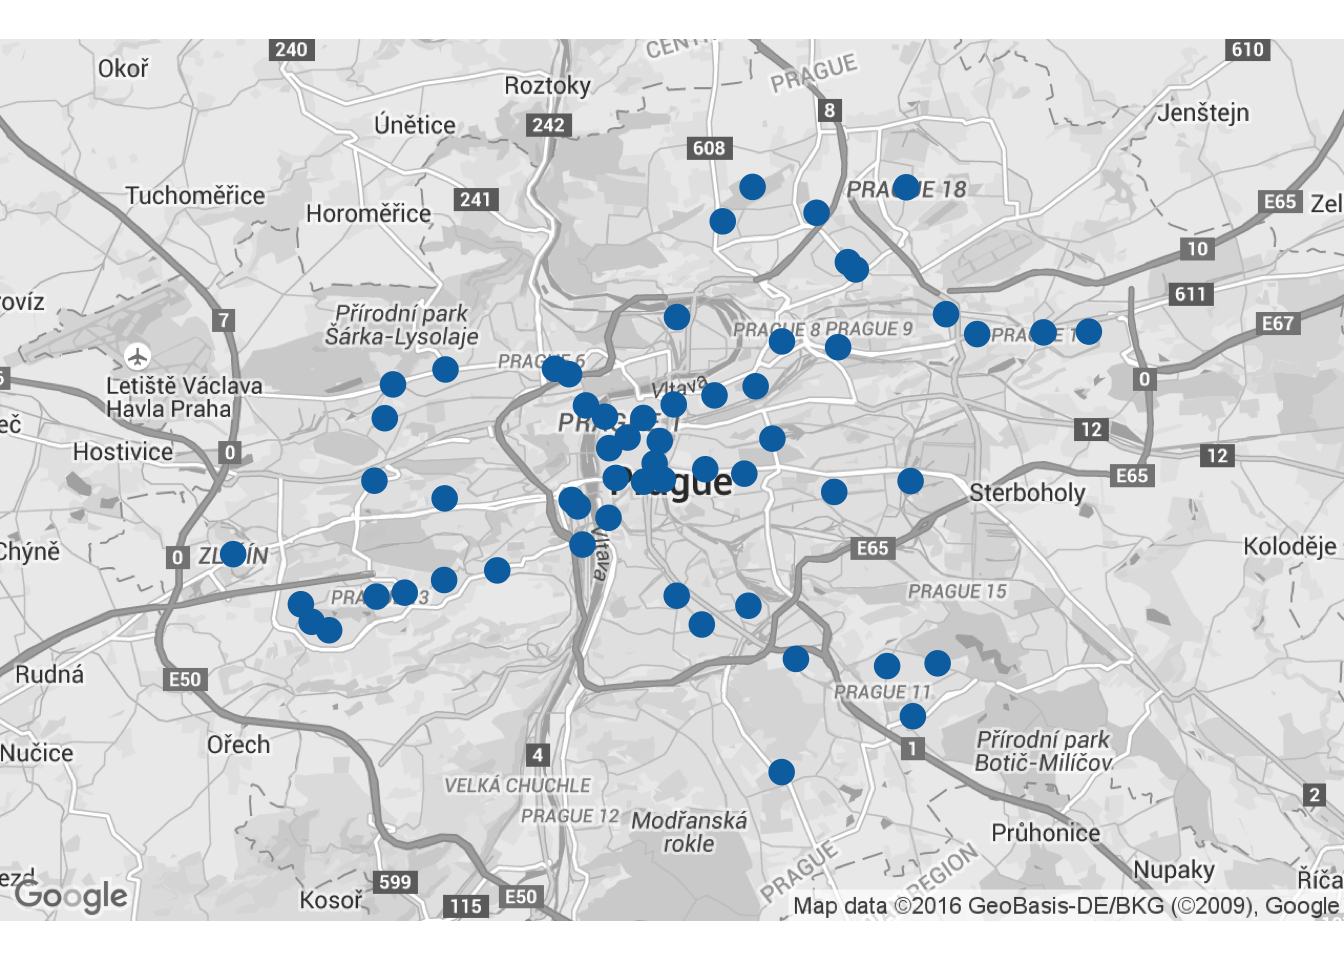 240
610
CENT
PRAGUE
Okoř
Roztoky
8
Jenštejn
Únětice
242
608
Tuchoměřice
241
PRAGUE 18
E65
Zel
Horoměřice
10
611
ovíz
7
Přírodní park
Šárka-Lysolaje
PRAGUE 8
PRAGUE 9
PRAGUE 1
E67
PRAGUE 6
Letiště Václava
Havla Praha
Vltava
0
eč
12
Hostivice
0
12
E65
Prague
Sterboholy
Chýně
0
ZLIČÍN
Vltava
E65
Koloděje
PRAGUE 15
Rudná
E50
PRAGUE 11
Nučice
Ořech
4
1
Přírodní park
Botič-Milíčov
VELKÁ CHUCHLE
2
PRAGUE 12
Modřanská
rokle
Průhonice
PRAGUE
REGION
Nupaky
ezd
Google
599
Kosoř
115
E50
Říča
Map data ©2016 GeoBasis-DE/BKG (©2009), Google